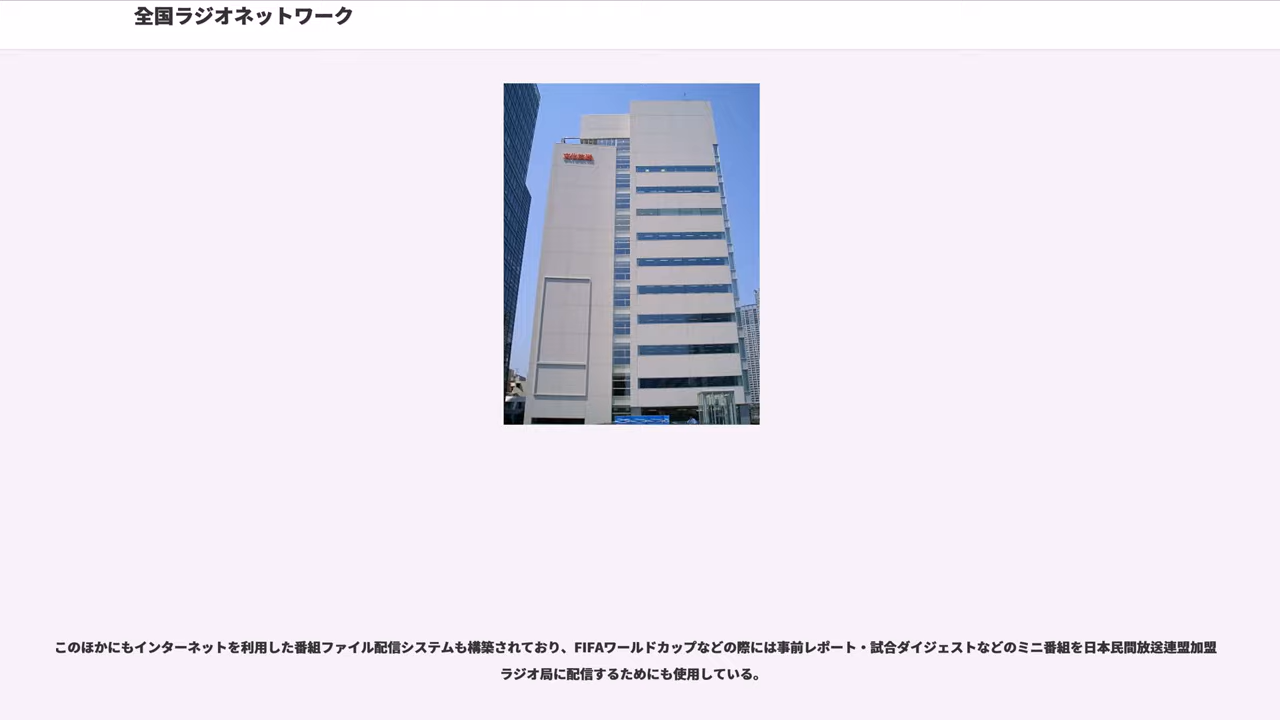 全国ラジオネットワーク
文化放送
このほかにもインターネットを利用した番組ファイル配信システムも構築されており、FIFAワールドカップなどの際には事前レポート・試合ダイジェストなどのミニ番組を日本民間放送連盟加盟
ラジオ局に配信するためにも使用している。